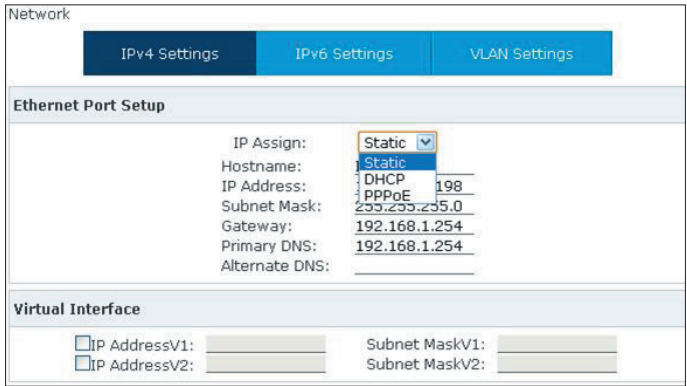 Network
IPv4 Settings IPv6 Settings VLAN Settings
Ethernet Port Setup
IP Assign: Static
Static
DHCP
PPPoE
Hostname:
IP Address: 198
Subnet Mask: 255.255.255.0
Gateway: 192.168.1.254
Primary DNS: 192.168.1.254
Alternate DNS:
Virtual Interface
IP AddressV1: Subnet MaskV1:
IP AddressV2: Subnet MaskV2: